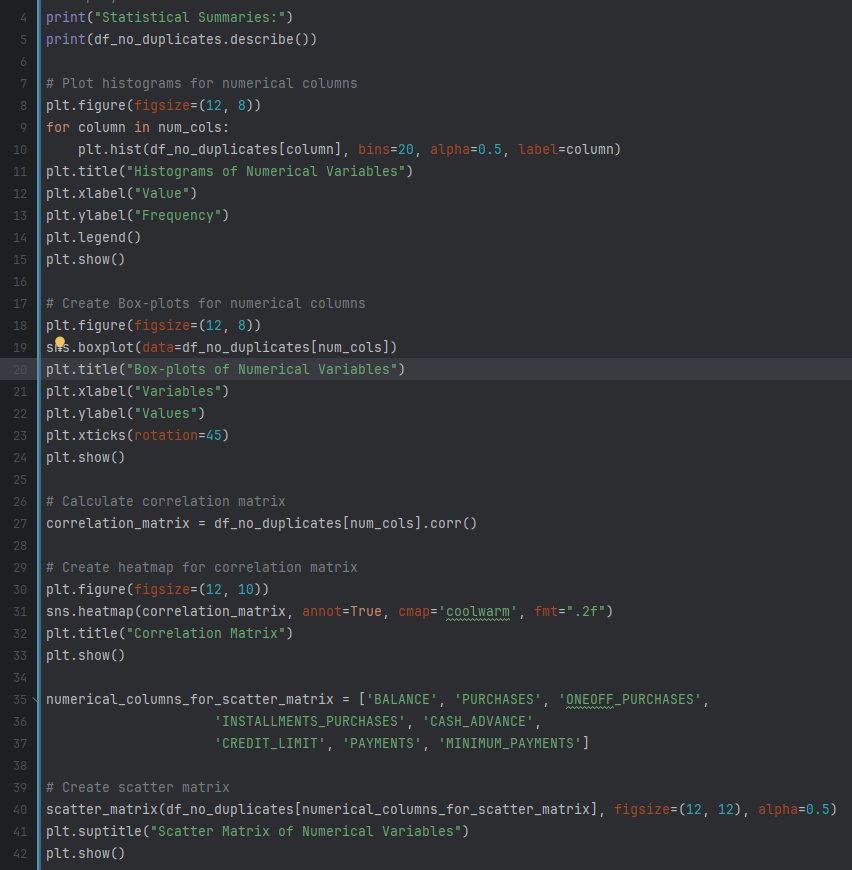 4 print("Statistical Summaries:")
5 print(df_no_duplicates.describe())
6
7 # Plot histograms for numerical columns
8 plt.figure(figsize=(12, 8))
9 for column in num_cols:
10     plt.hist(df_no_duplicates[column], bins=20, alpha=0.5, label=column)
11 plt.title("Histograms of Numerical Variables")
12 plt.xlabel("Value")
13 plt.ylabel("Frequency")
14 plt.legend()
15 plt.show()
16
17 # Create Box-plots for numerical columns
18 plt.figure(figsize=(12, 8))
19 sns.boxplot(data=df_no_duplicates[num_cols])
20 plt.title("Box-plots of Numerical Variables")
21 plt.xlabel("Variables")
22 plt.ylabel("Values")
23 plt.xticks(rotation=45)
24 plt.show()
25
26 # Calculate correlation matrix
27 correlation_matrix = df_no_duplicates[num_cols].corr()
28
29 # Create heatmap for correlation matrix
30 plt.figure(figsize=(12, 10))
31 sns.heatmap(correlation_matrix, annot=True, cmap='coolwarm', fmt=".2f")
32 plt.title("Correlation Matrix")
33 plt.show()
34
35 numerical_columns_for_scatter_matrix = ['BALANCE', 'PURCHASES', 'ONEOFF_PURCHASES',
36                      'INSTALLMENTS_PURCHASES', 'CASH_ADVANCE',
37                      'CREDIT_LIMIT', 'PAYMENTS', 'MINIMUM_PAYMENTS']
38
39 # Create scatter matrix
40 scatter_matrix(df_no_duplicates[numerical_columns_for_scatter_matrix], figsize=(12, 12), alpha=0.5)
41 plt.suptitle("Scatter Matrix of Numerical Variables")
42 plt.show()